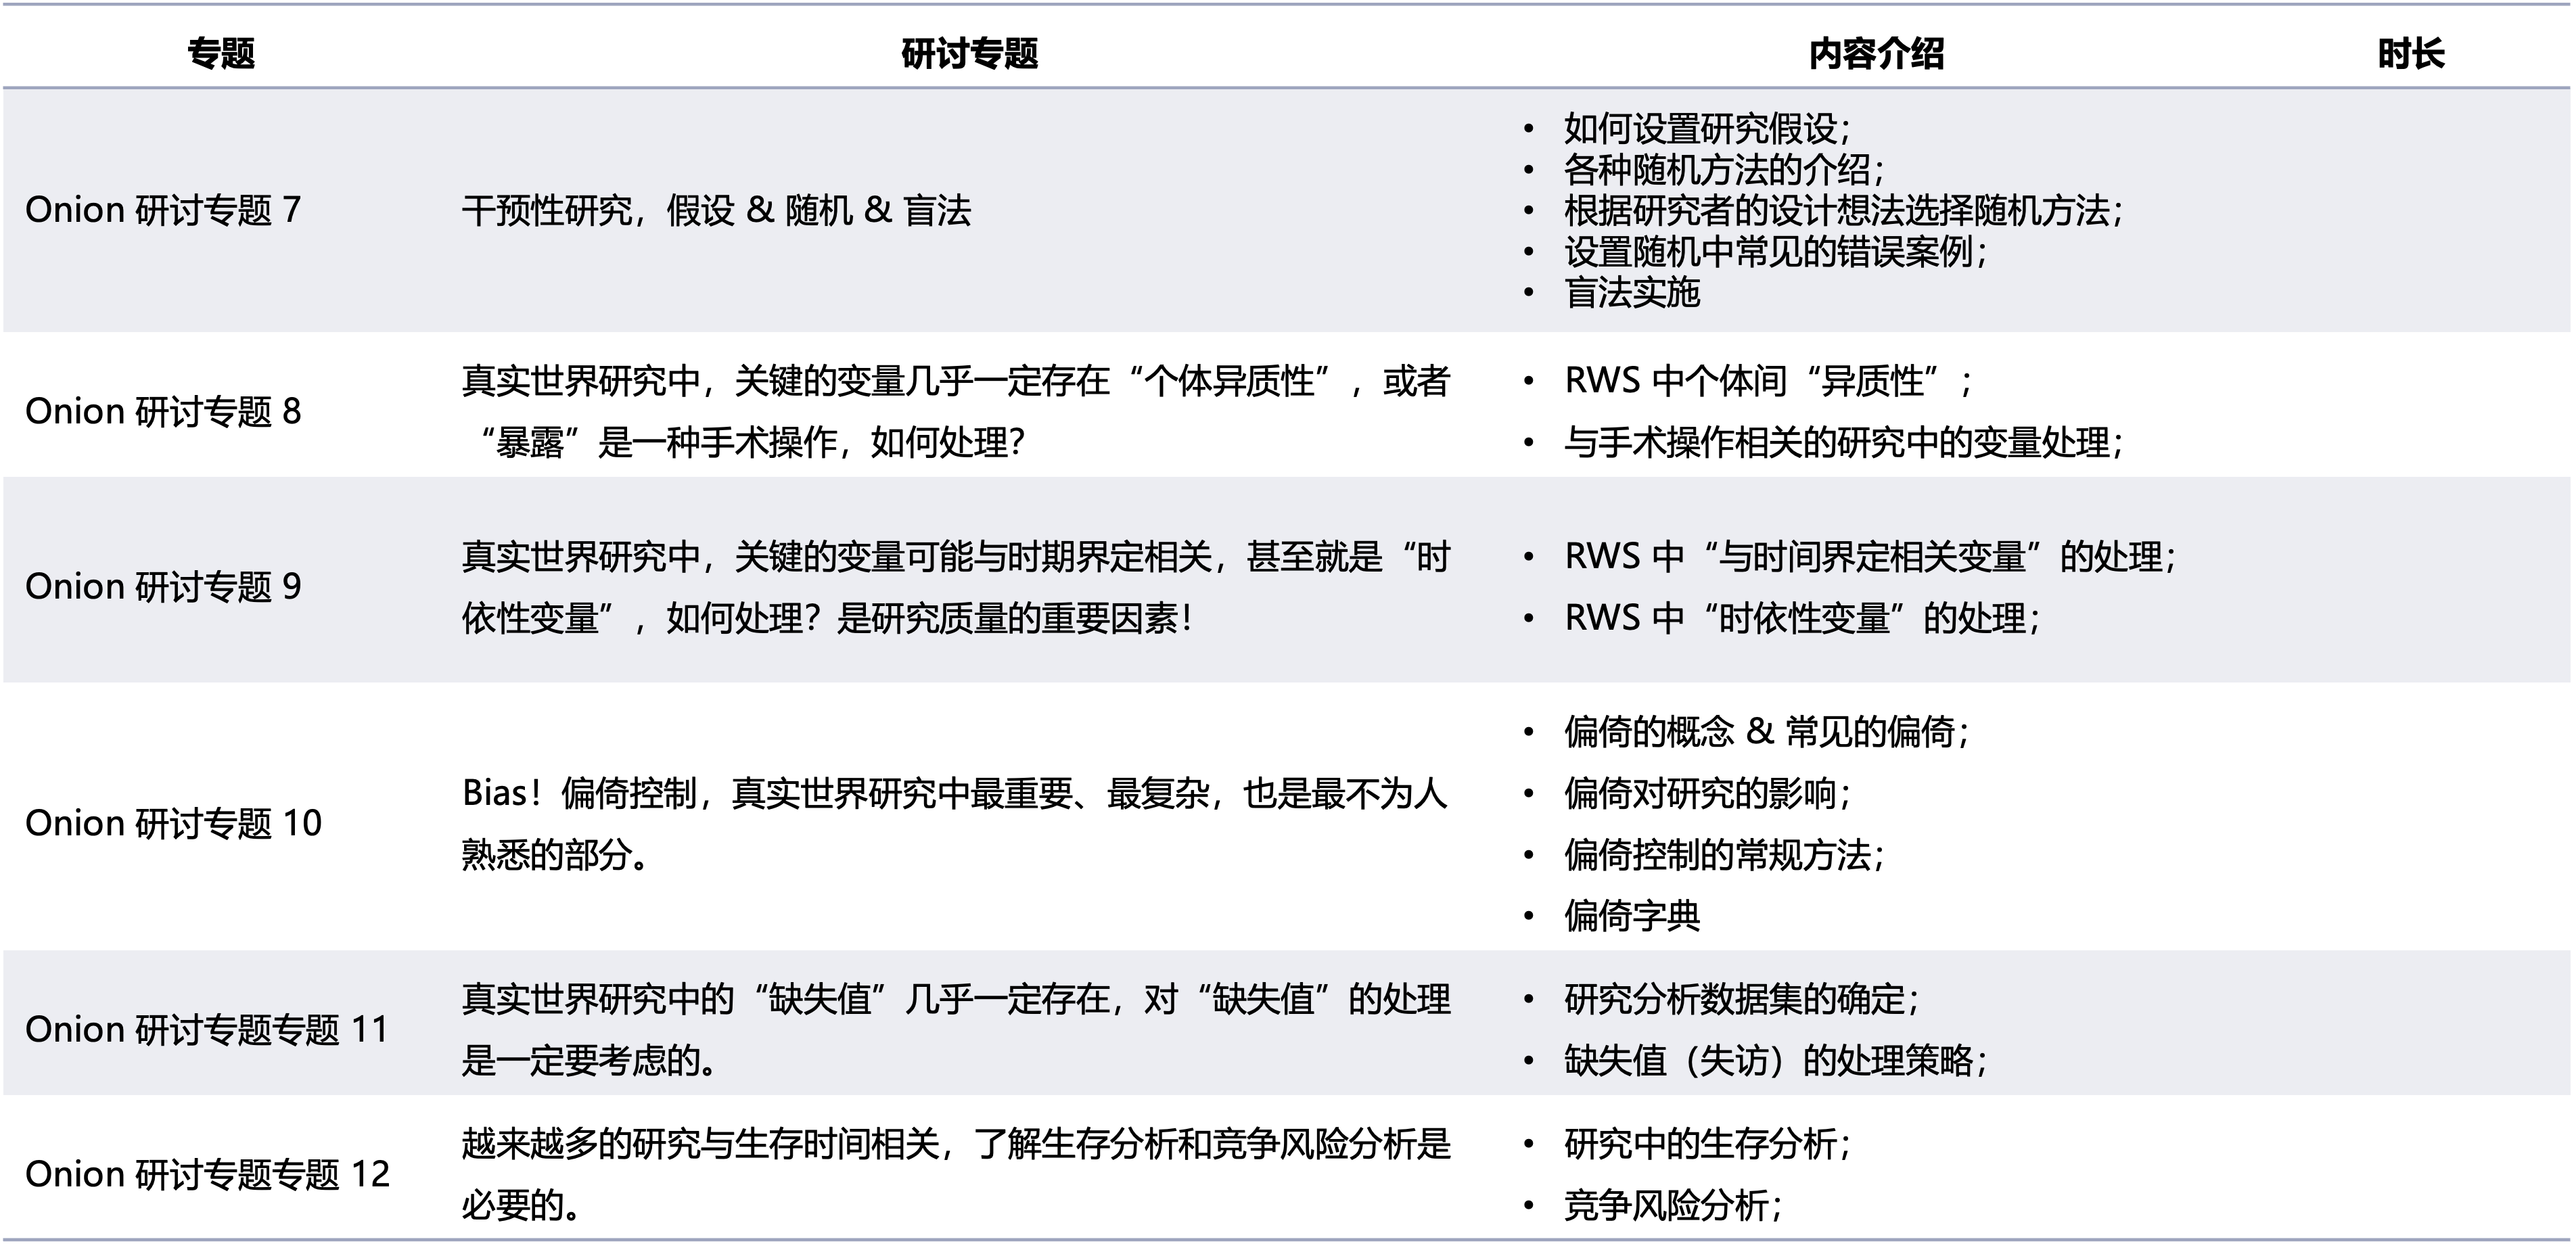 专题 研讨专题 内容介绍 时长
Onion 研讨专题 7
干预性研究，假设 & 随机 & 盲法
• 如何设置研究假设；
• 各种随机方法的介绍；
• 根据研究者的设计想法选择随机方法；
• 设置随机中常见的错误案例；
• 盲法实施
Onion 研讨专题 8
真实世界研究中，关键的变量几乎一定存在“个体异质性”，或者
“暴露”是一种手术操作，如何处理？
• RWS 中个体间“异质性”；
• 与手术操作相关的研究中的变量处理；
Onion 研讨专题 9
真实世界研究中，关键的变量可能与时期界定相关，甚至就是“时
依性变量”，如何处理？是研究质量的重要因素！
• RWS 中“与时间界定相关变量”的处理；
• RWS 中“时依性变量”的处理；
Onion 研讨专题 10
Bias！偏倚控制，真实世界研究中最重要、最复杂，也是最不为人
熟悉的部分。
• 偏倚的概念 & 常见的偏倚；
• 偏倚对研究的影响；
• 偏倚控制的常规方法；
• 偏倚字典
Onion 研讨专题专题 11
真实世界研究中的“缺失值”几乎一定存在，对“缺失值”的处理
是一定要考虑的。
• 研究分析数据集的确定；
• 缺失值（失访）的处理策略；
Onion 研讨专题专题 12
越来越多的研究与生存时间相关，了解生存分析和竞争风险分析是
必要的。
• 研究中的生存分析；
• 竞争风险分析；